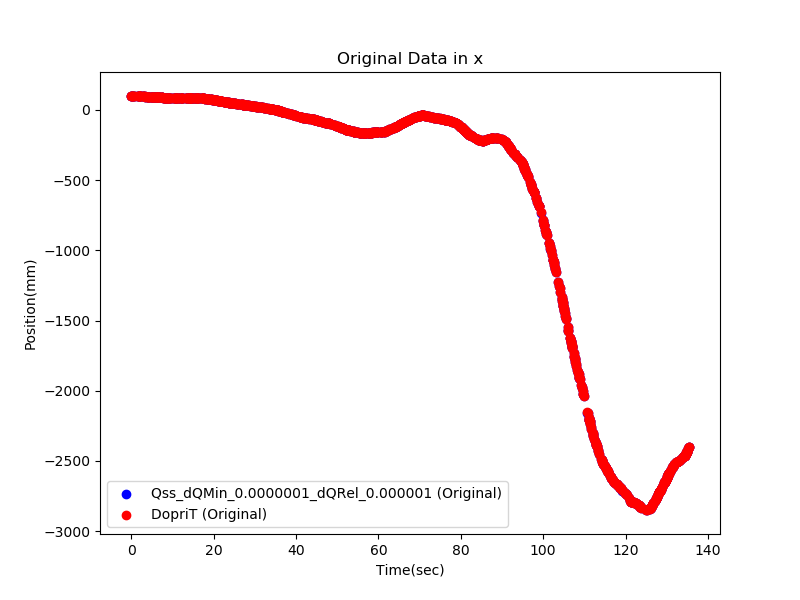 Original Data in x
Position(mm)
0
−500
−1000
−1500
−2000
−2500
−3000
Qss_dQMin_0.0000001_dQRel_0.000001 (Original)
DopriT (Original)
0 20 40 60 80 100 120 140
Time(sec)